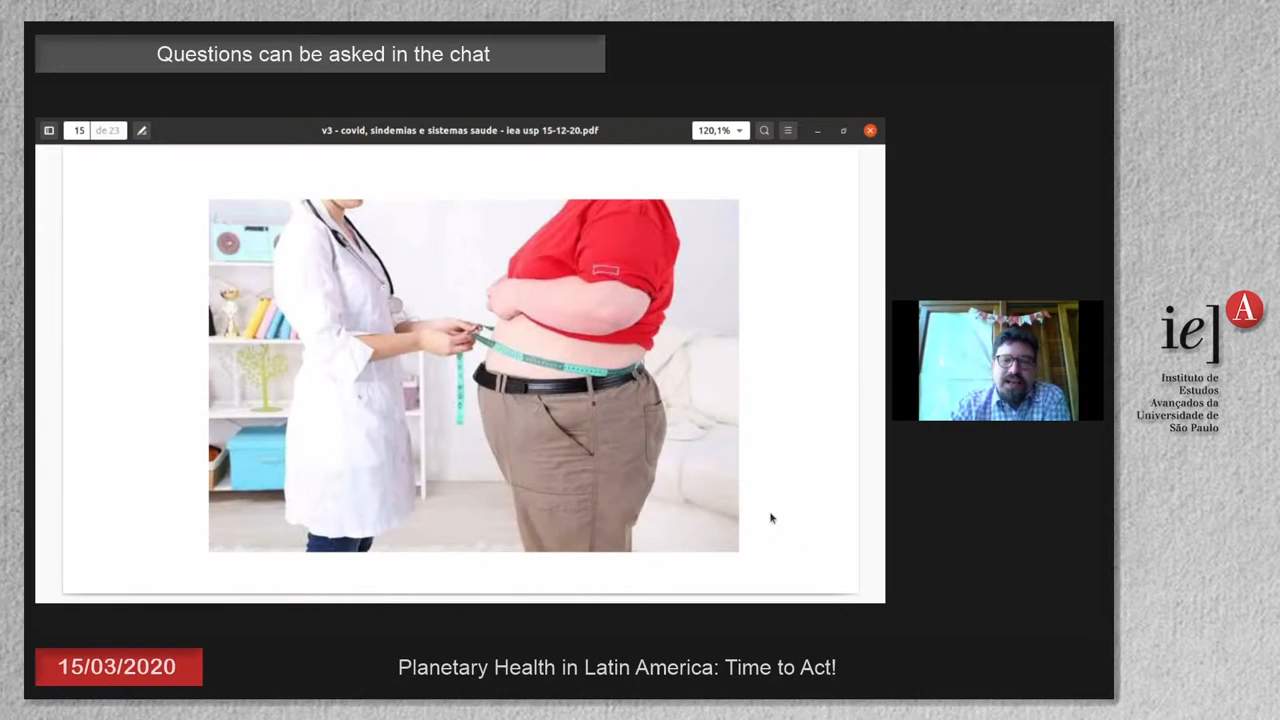 Questions can be asked in the chat
15 de 23
v3 - covid, sindemias e sistemas saude - iea usp 15-12-20.pdf
120,1%
ie]
A
Instituto de
Estudos
Avançados da
Universidade de
São Paulo
15/03/2020
Planetary Health in Latin America: Time to Act!